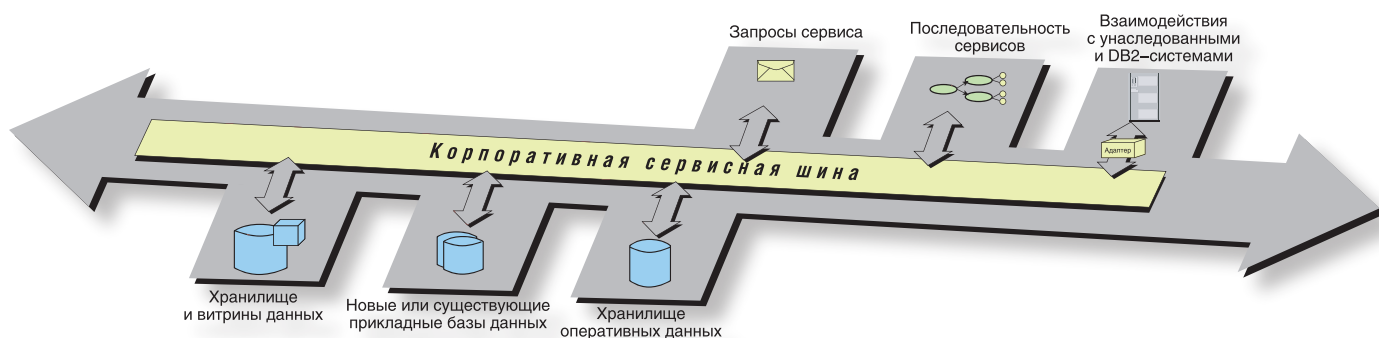 Запросы сервиса
Последовательность
сервисов
Взаимодействия
с унаследованными
и DB2–системами
Адаптер
Корпоративная сервисная шина
Хранилище
и витрины данных
Новые или существующие
прикладные базы данных
Хранилище
оперативных данных